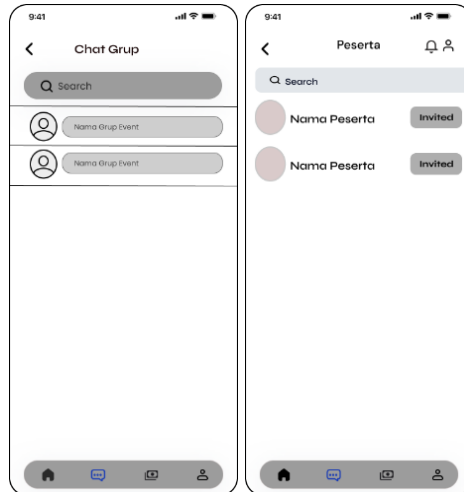 9:41
Chat Grup
Search
Nama Grup Event
Nama Grup Event
9:41
Peserta
Search
Nama Peserta
Invited
Nama Peserta
Invited